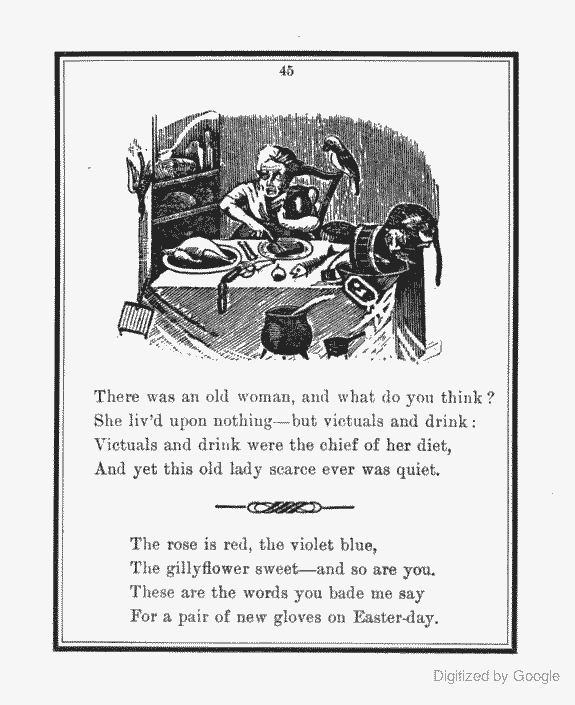 45
There was an old woman, and what do you think?
She liv'd upon nothing—but victuals and drink:
Victuals and drink were the chief of her diet,
And yet this old lady scarce ever was quiet.
The rose is red, the violet blue,
The gillyflower sweet—and so are you.
These are the words you bade me say
For a pair of new gloves on Easter-day.
Digitized by Google